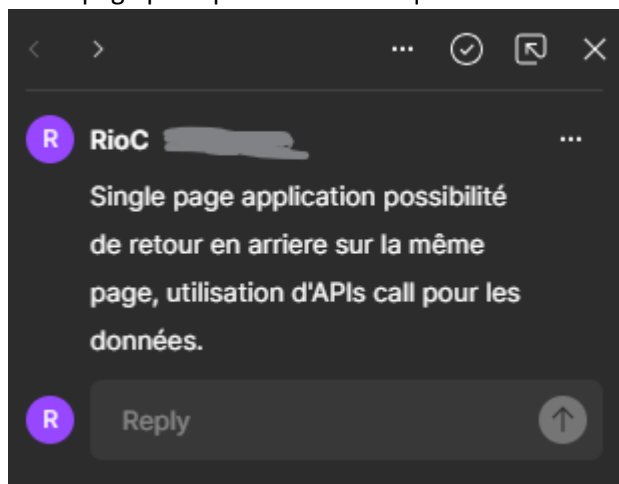 R RioC
Single page application possibilité
de retour en arriere sur la même
page, utilisation d'APIs call pour les
données.
R Reply